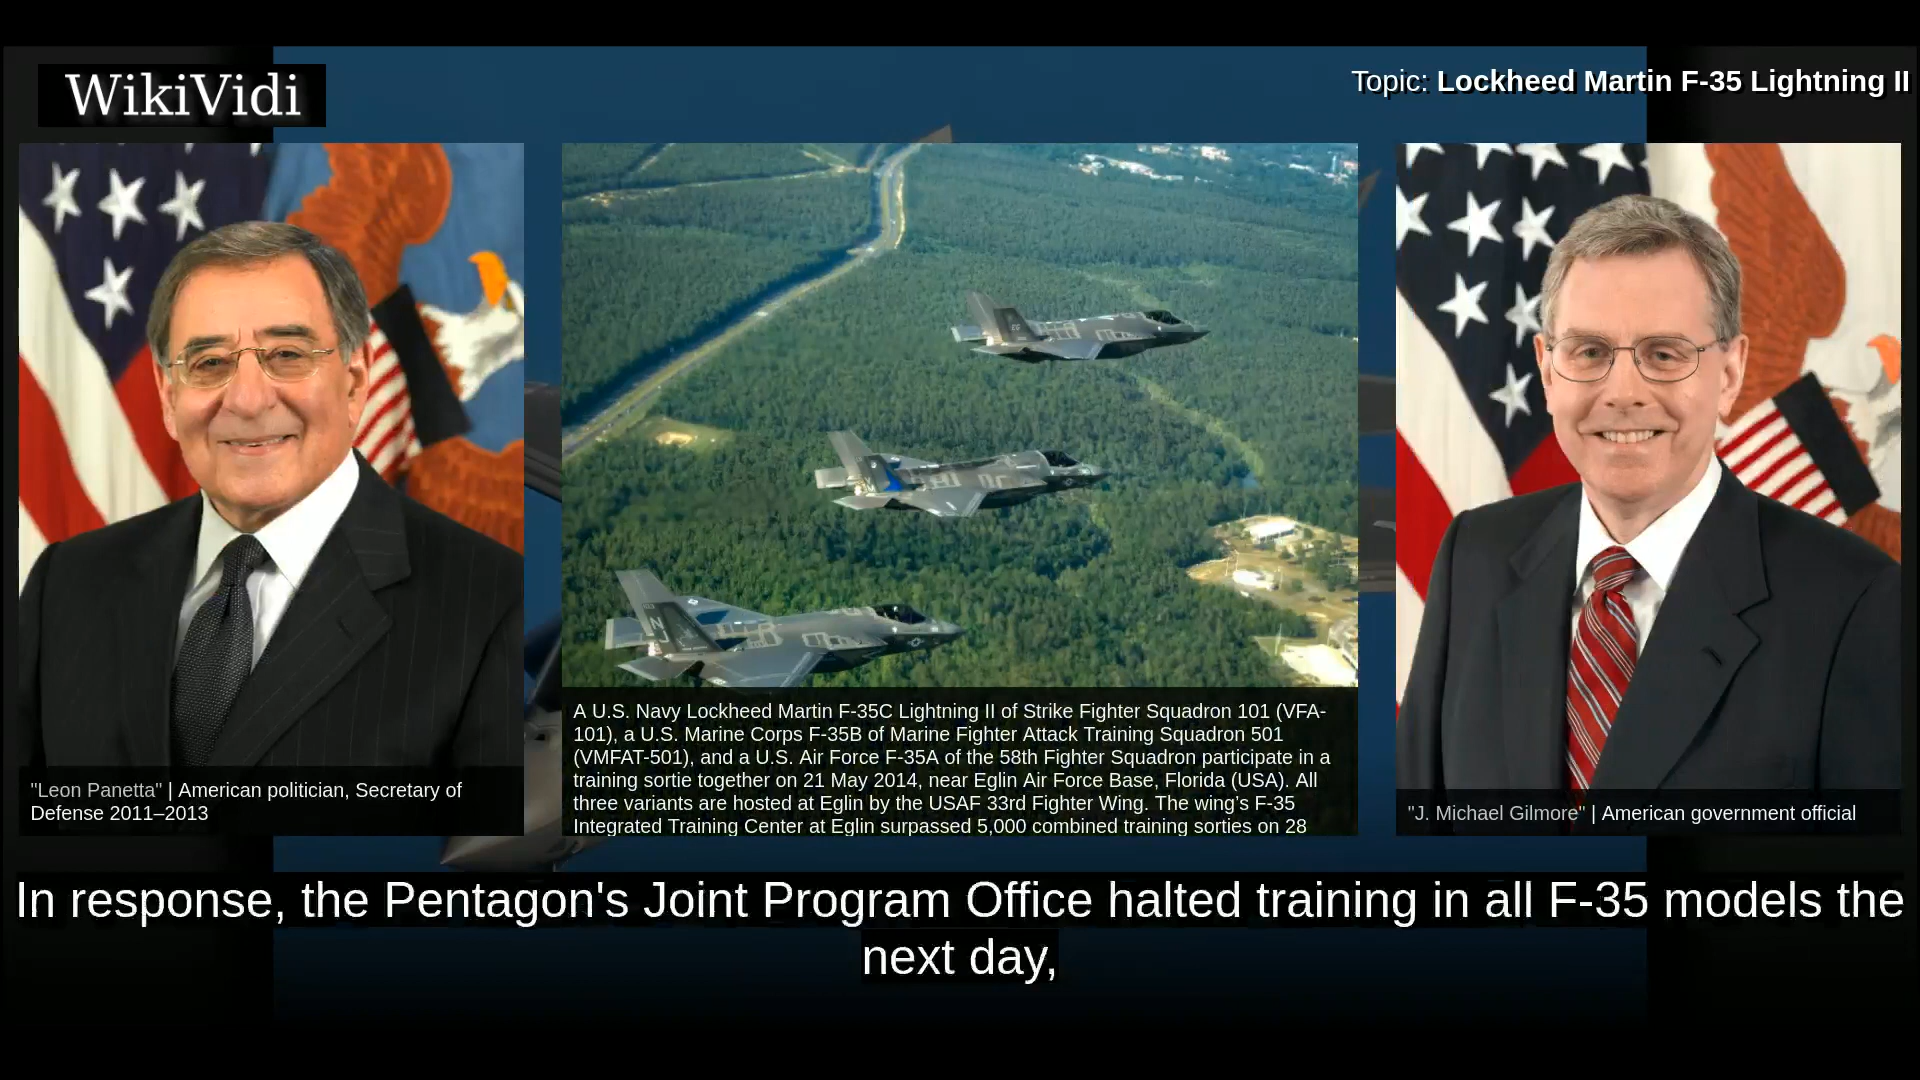 WikiVidi
Topic: Lockheed Martin F-35 Lightning II
"Leon Panetta" | American politician, Secretary of
Defense 2011–2013
A U.S. Navy Lockheed Martin F-35C Lightning II of Strike Fighter Squadron 101 (VFA-
101), a U.S. Marine Corps F-35B of Marine Fighter Attack Training Squadron 501
(VMFAT-501), and a U.S. Air Force F-35A of the 58th Fighter Squadron participate in a
training sortie together on 21 May 2014, near Eglin Air Force Base, Florida (USA). All
three variants are hosted at Eglin by the USAF 33rd Fighter Wing. The wing's F-35
Integrated Training Center at Eglin surpassed 5,000 combined training sorties on 28
"J. Michael Gilmore" | American government official
In response, the Pentagon's Joint Program Office halted training in all F-35 models the
next day,